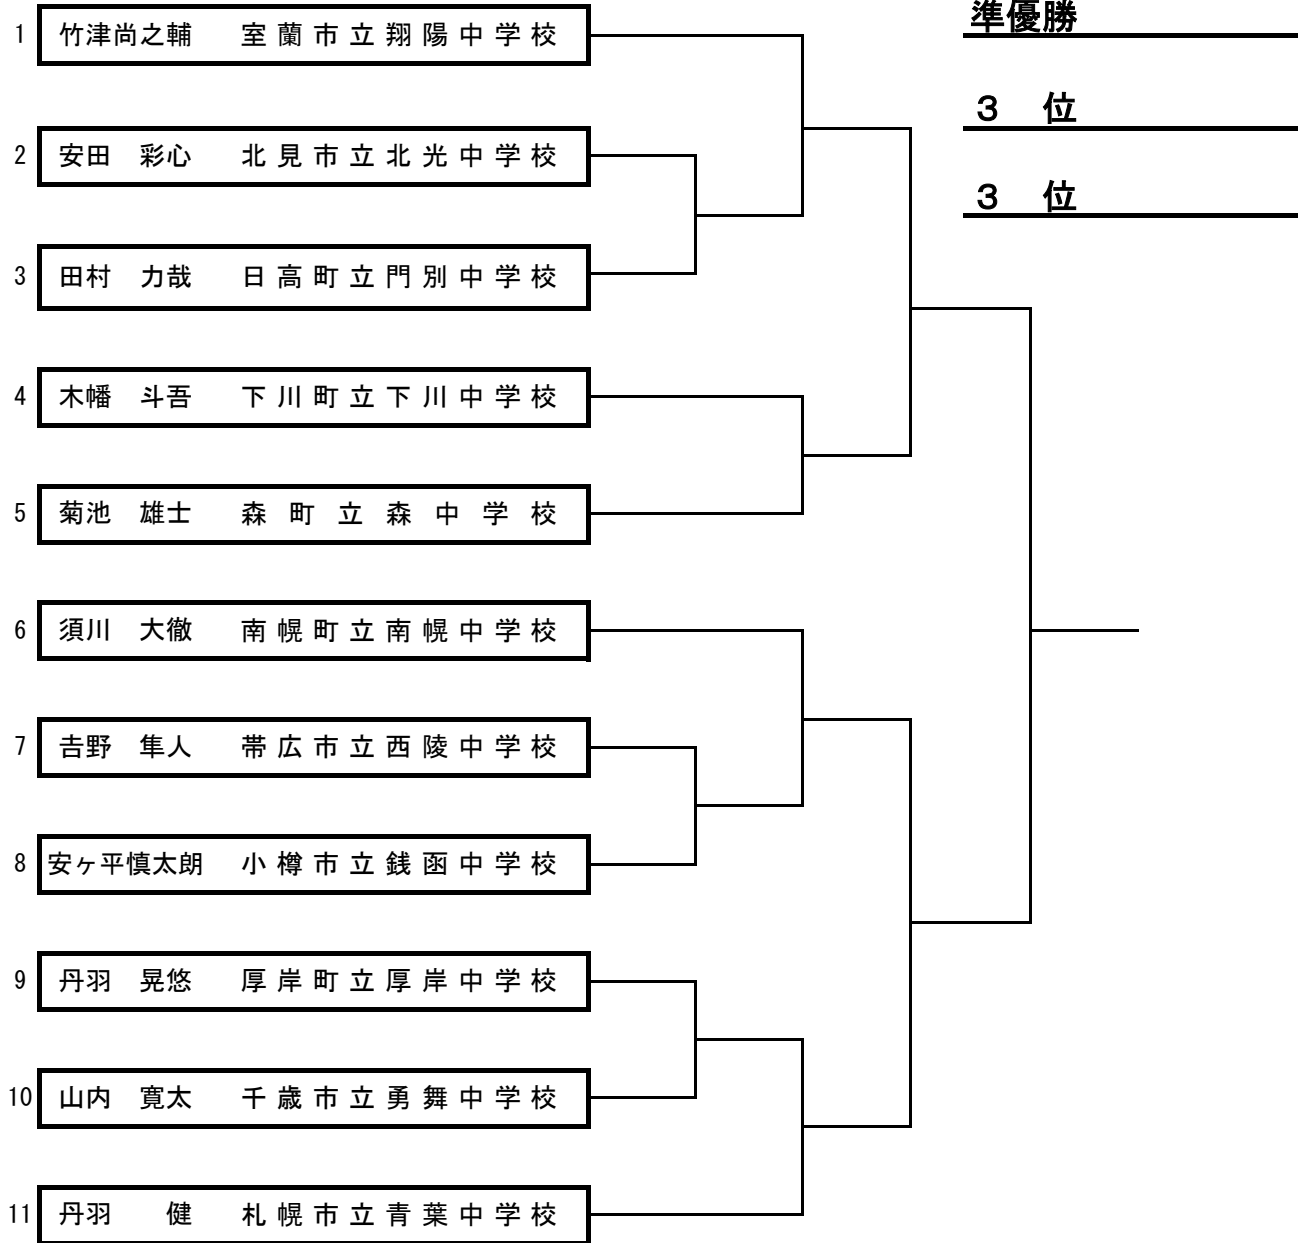 準優勝
3 位
3 位
1 竹津尚之輔 室蘭市立翔陽中学校
2 安田 彩心 北見市立北光中学校
3 田村 力哉 日高町立門別中学校
4 木幡 斗吾 下川町立下川中学校
5 菊池 雄士 森町立森中学校
6 須川 大徹 南幌町立南幌中学校
7 𠮷野 隼人 帯広市立西陵中学校
8 安ヶ平慎太朗 小樽市立銭函中学校
9 丹羽 晃悠 厚岸町立厚岸中学校
10 山内 寛太 千歳市立勇舞中学校
11 丹羽 健 札幌市立青葉中学校